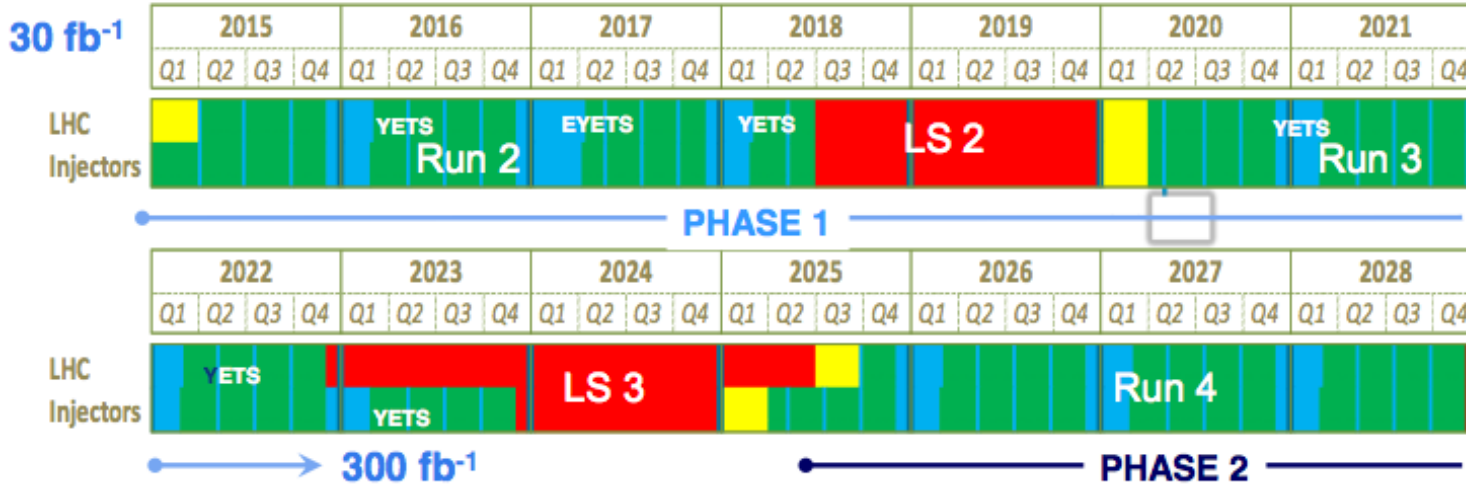 30 fb-1
2015 2016 2017 2018 2019 2020 2021
Q1 Q2 Q3 Q4 Q1 Q2 Q3 Q4 Q1 Q2 Q3 Q4 Q1 Q2 Q3 Q4 Q1 Q2 Q3 Q4 Q1 Q2 Q3 Q4 Q1 Q2 Q3 Q4
LHC YETS EYETS YETS LS 2 YETS
Injectors Run 2 Run 3
PHASE 1
2022 2023 2024 2025 2026 2027 2028
Q1 Q2 Q3 Q4 Q1 Q2 Q3 Q4 Q1 Q2 Q3 Q4 Q1 Q2 Q3 Q4 Q1 Q2 Q3 Q4 Q1 Q2 Q3 Q4 Q1 Q2 Q3 Q4
LHC YETS LS 3 Run 4
Injectors YETS
300 fb-1 PHASE 2